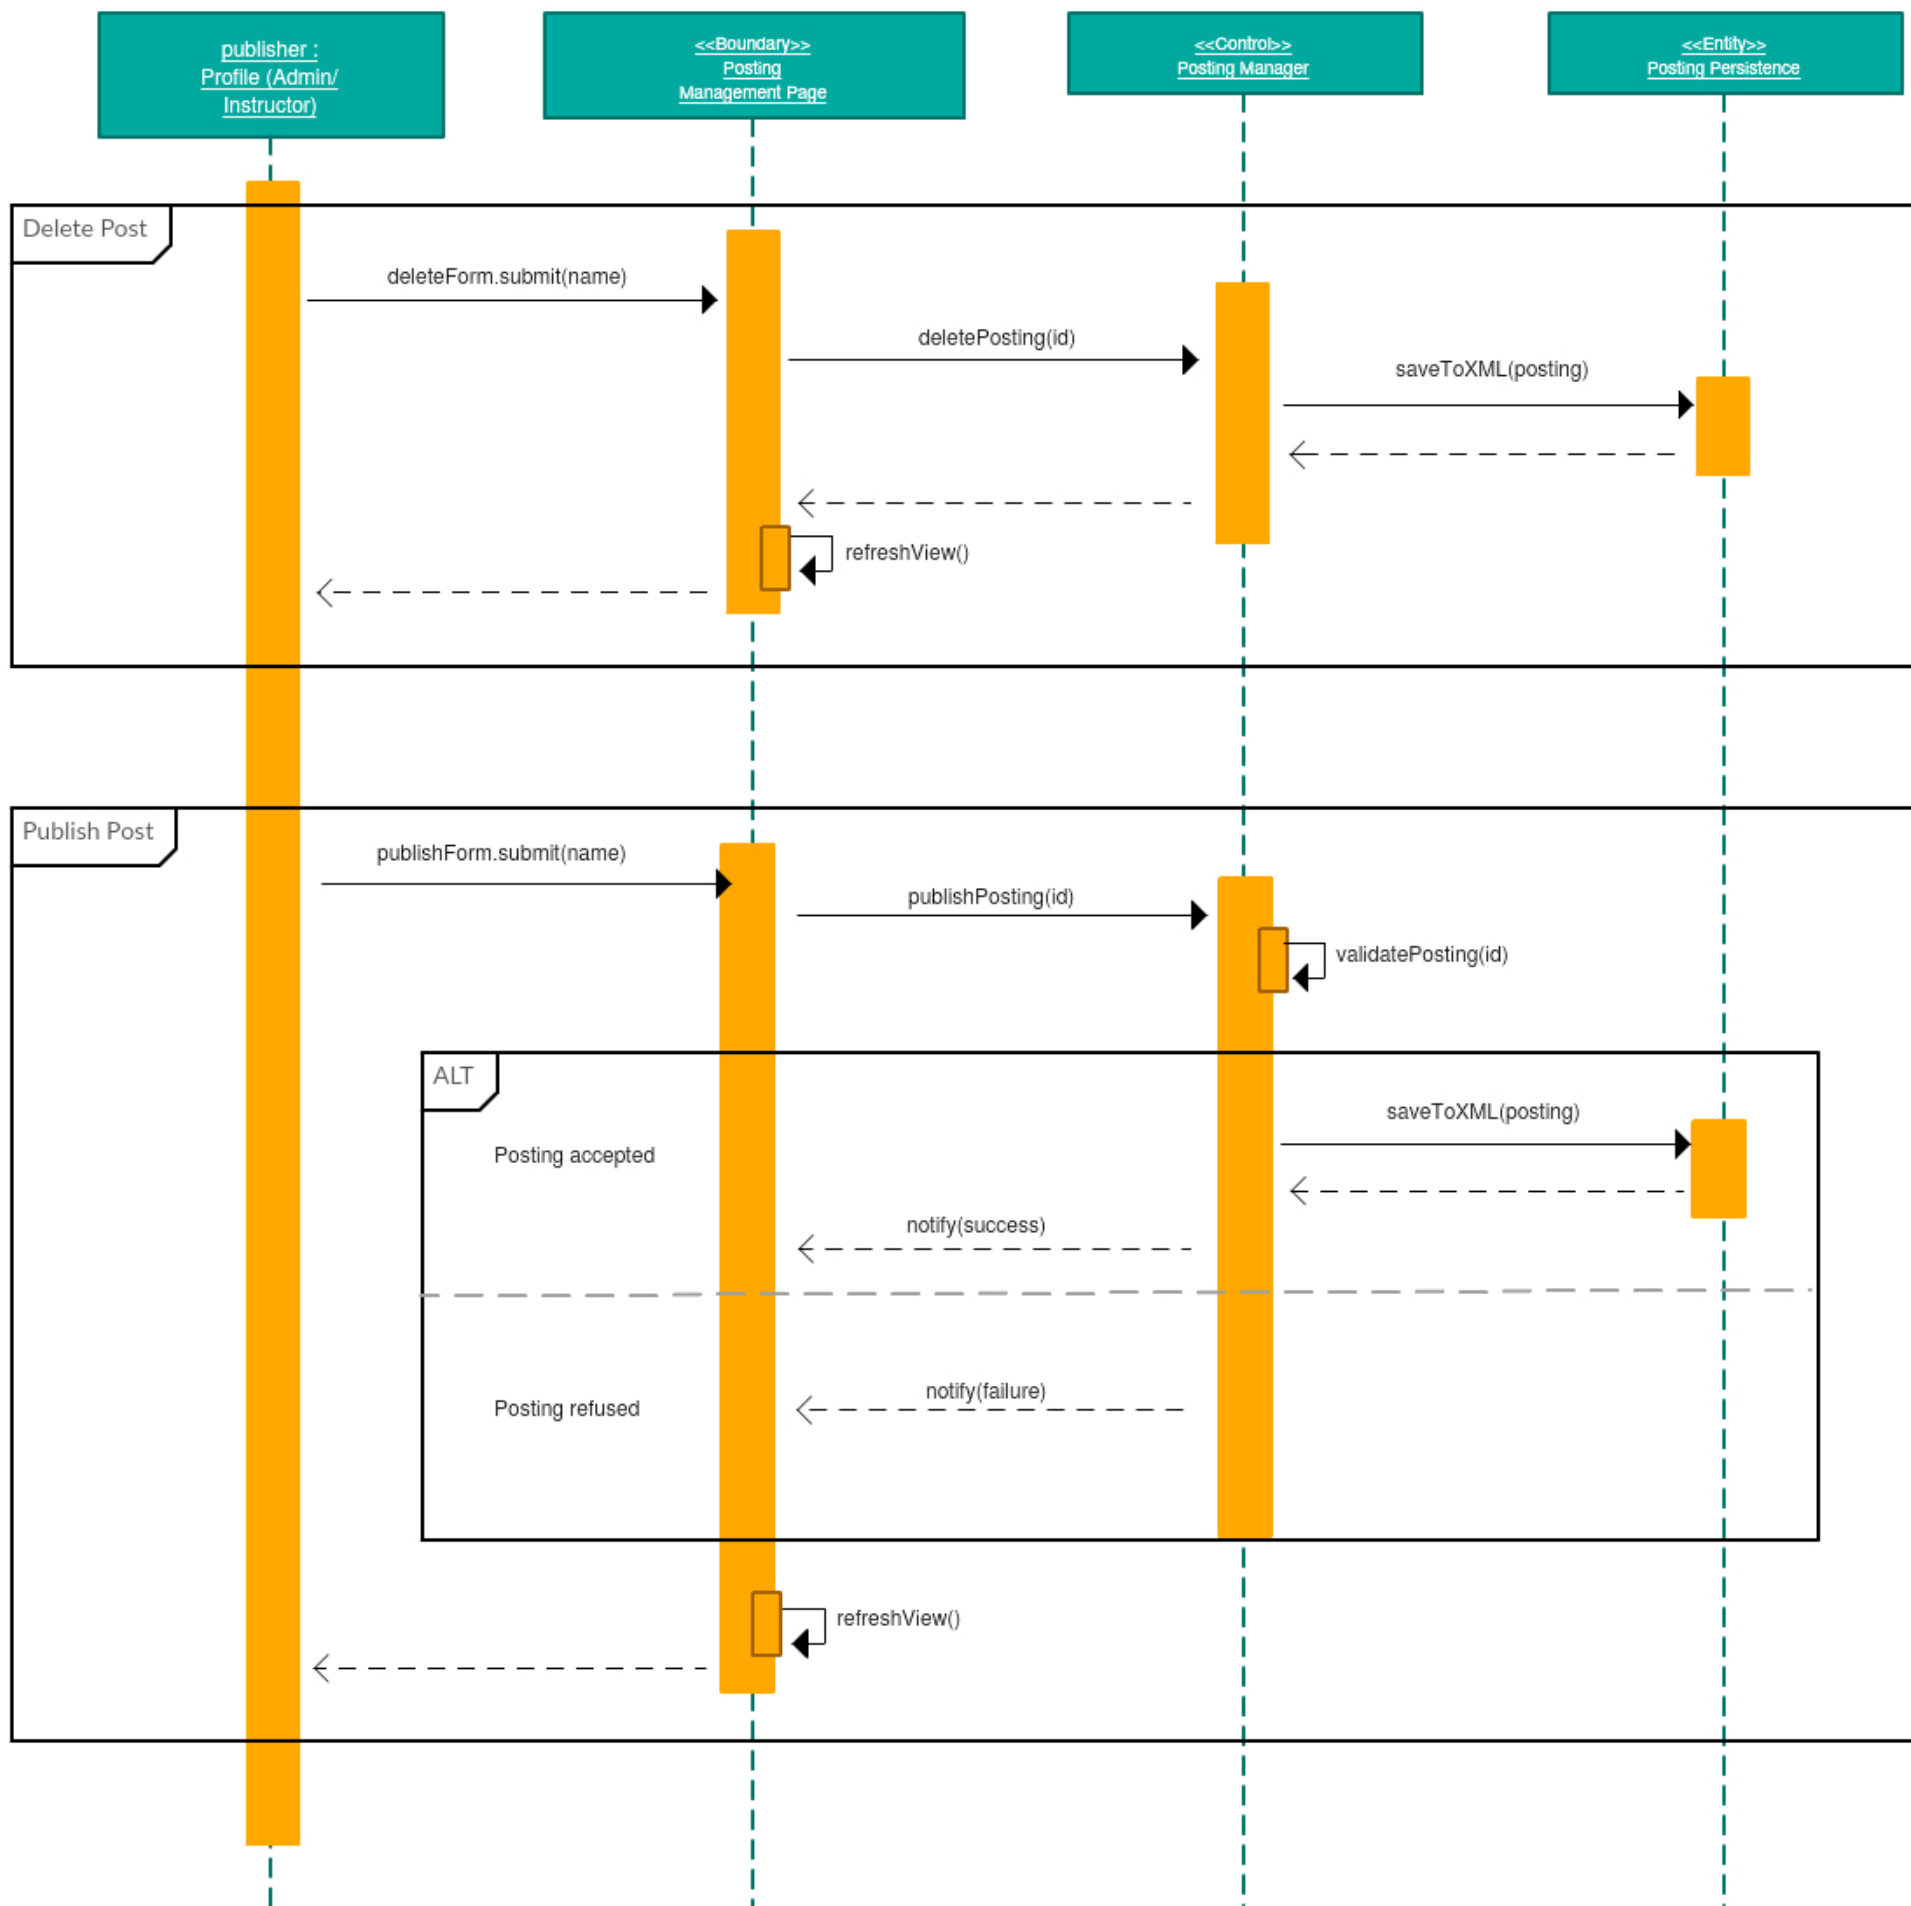 publisher :
Profile (Admin/
Instructor)
<<Boundary>>
Posting
Management Page
<<Control>>
Posting Manager
<<Entity>>
Posting Persistence
Delete Post
deleteForm.submit(name)
deletePosting(id)
saveToXML(posting)
refreshView()
Publish Post
publishForm.submit(name)
publishPosting(id)
validatePosting(id)
ALT
saveToXML(posting)
Posting accepted
notify(success)
notify(failure)
Posting refused
refreshView()